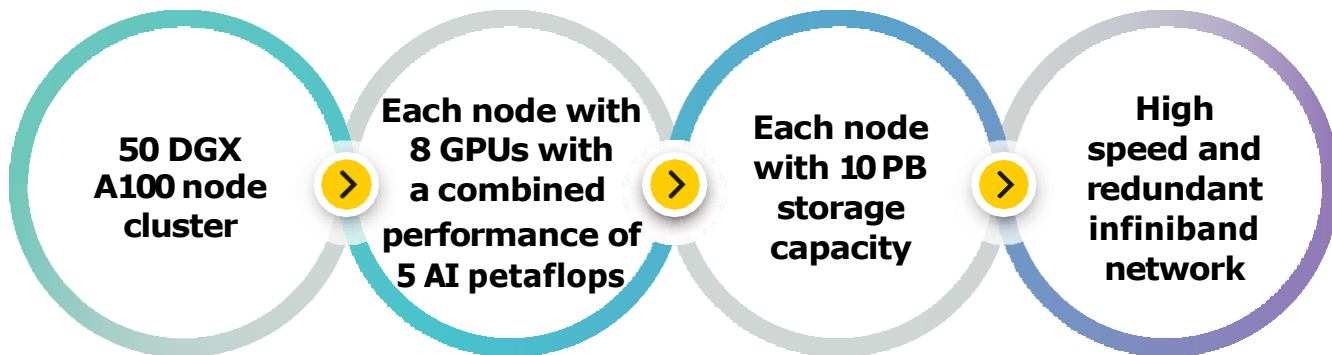 50 DGX
A100 node
cluster
Each node with
8 GPUs with
a combined
performance of
5 AI petaflops
Each node
with 10 PB
storage
capacity
High
speed and
redundant
infiniband
network